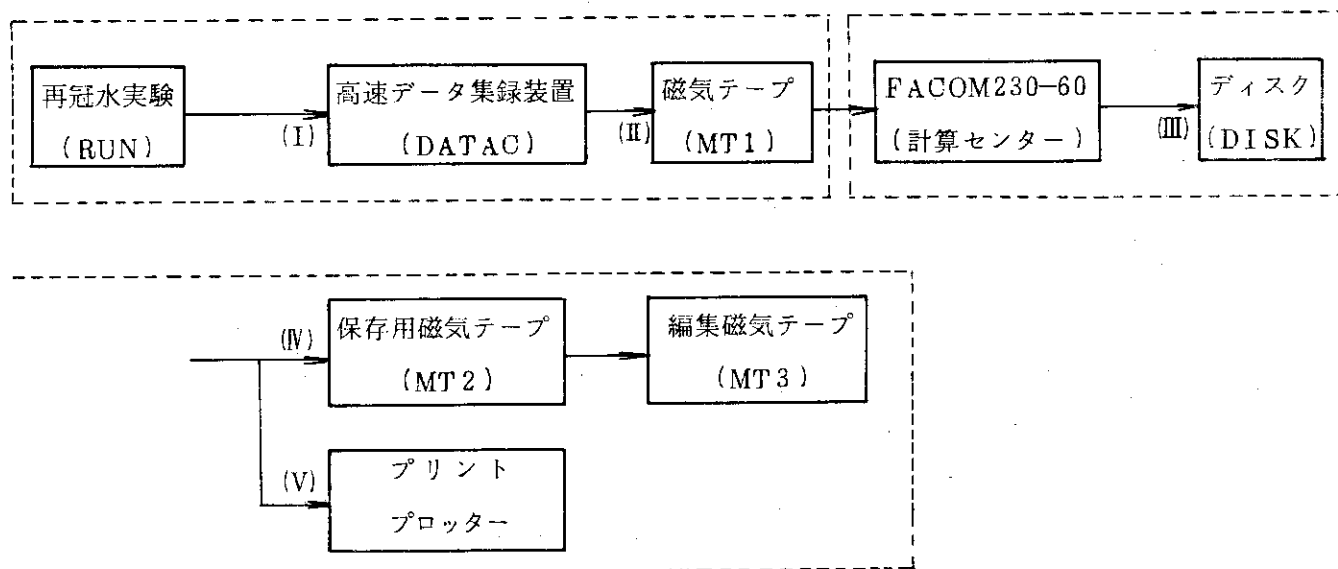 再冠水実験
(RUN)
(Ⅰ)
高速データ集録装置
(DATAC)
(Ⅱ)
磁気テープ
(MT1)
FACOM230-60
(計算センター)
(Ⅲ)
ディスク
(DISK)
(Ⅳ)
保存用磁気テープ
(MT2)
編集磁気テープ
(MT3)
(Ⅴ)
プリント
プロッター